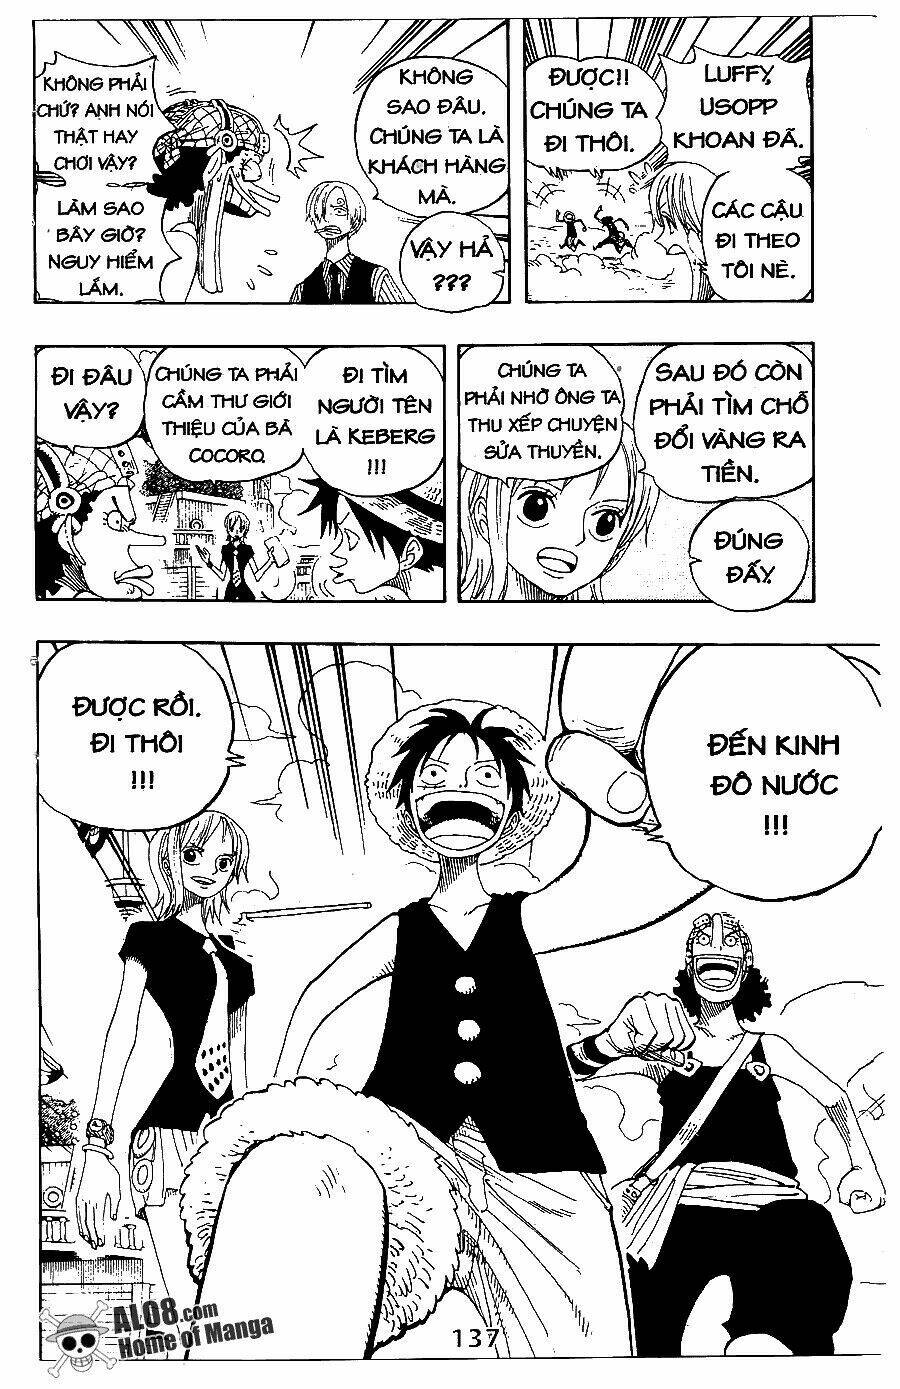 KHÔNG PHẢI
CHỨ? ANH NÓI
THẬT HAY
CHƠI VẬY?
LÀM SAO
BÂY GIỜ?
NGUY HIỂM
LẮM.
KHÔNG
SAO ĐÂU.
CHÚNG TA LÀ
KHÁCH HÀNG
MÀ.
VẬY HẢ
???
ĐƯỢC!!
CHÚNG TA
ĐI THÔI.
LUFFY,
USOPP
KHOAN ĐÃ.
CÁC CẬU
ĐI THEO
TÔI NÈ.
ĐI ĐÂU
VẬY?
CHÚNG TA PHẢI
CẦM THƯ GIỚI
THIỆU CỦA BÀ
COCORO.
ĐI TÌM
NGƯỜI TÊN
LÀ KEBERG
!!!
CHÚNG TA
PHẢI NHỜ ÔNG TA
THU XẾP CHUYỆN
SỬA THUYỀN.
SAU ĐÓ CÒN
PHẢI TÌM CHỖ
ĐỔI VÀNG RA
TIỀN.
ĐÚNG
ĐẤY.
ĐƯỢC RỒI.
ĐI THÔI
!!!
ĐẾN KINH
ĐÔ NƯỚC
!!!
137
ALO8.com
Home of Manga